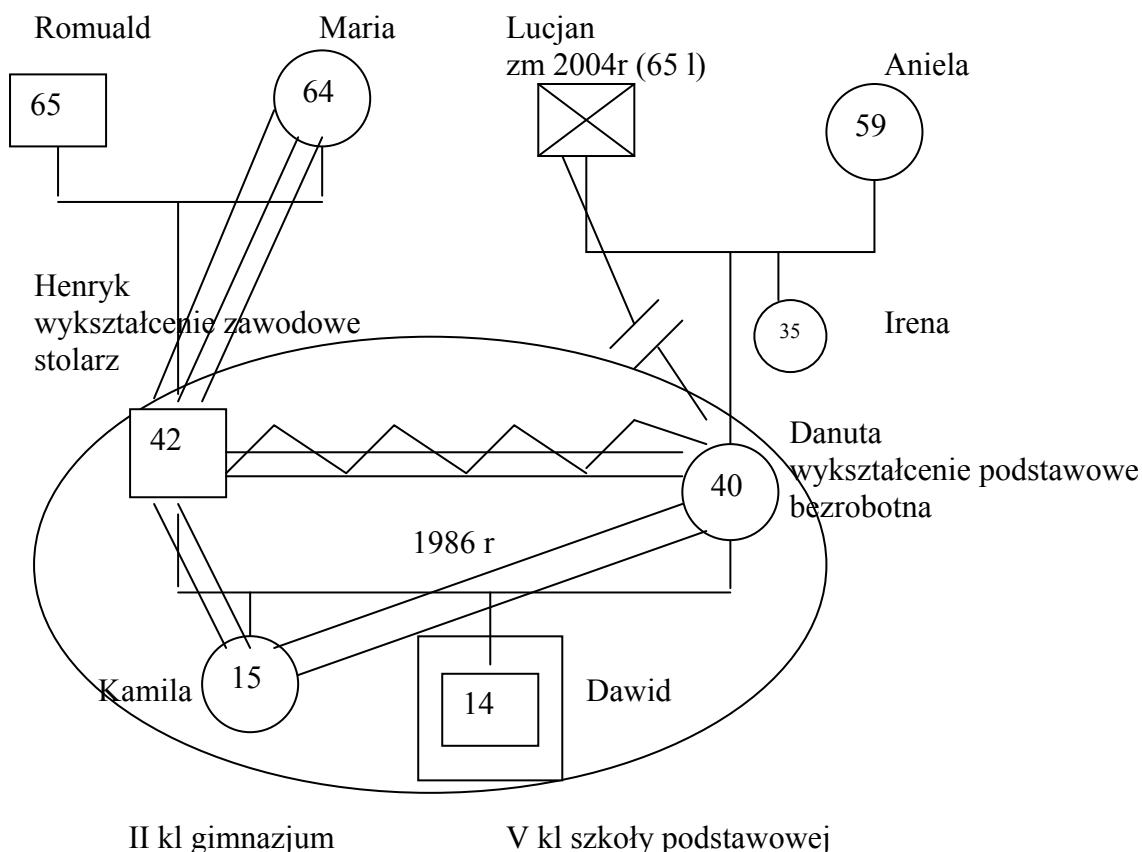 Romuald
Maria
Lucjan
zm 2004r (65 l)
Aniela
65
64
59
Henryk
wykształcenie zawodowe
stolarz
35
Irena
42
Danuta
wykształcenie podstawowe
bezrobotna
40
1986 r
Kamila
15
14
Dawid
II kl gimnazjum
V kl szkoły podstawowej